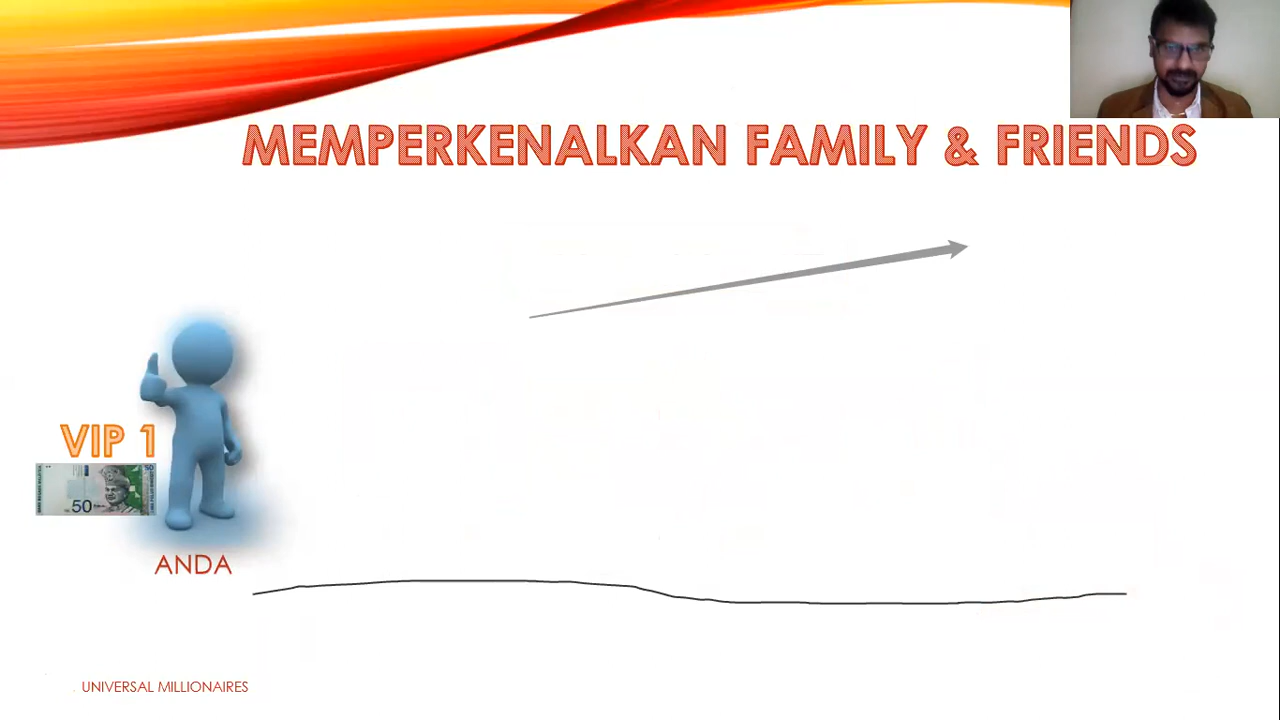 MEMPERKENALKAN FAMILY & FRIENDS
VIP 1
50
ANDA
UNIVERSAL MILLIONAIRES